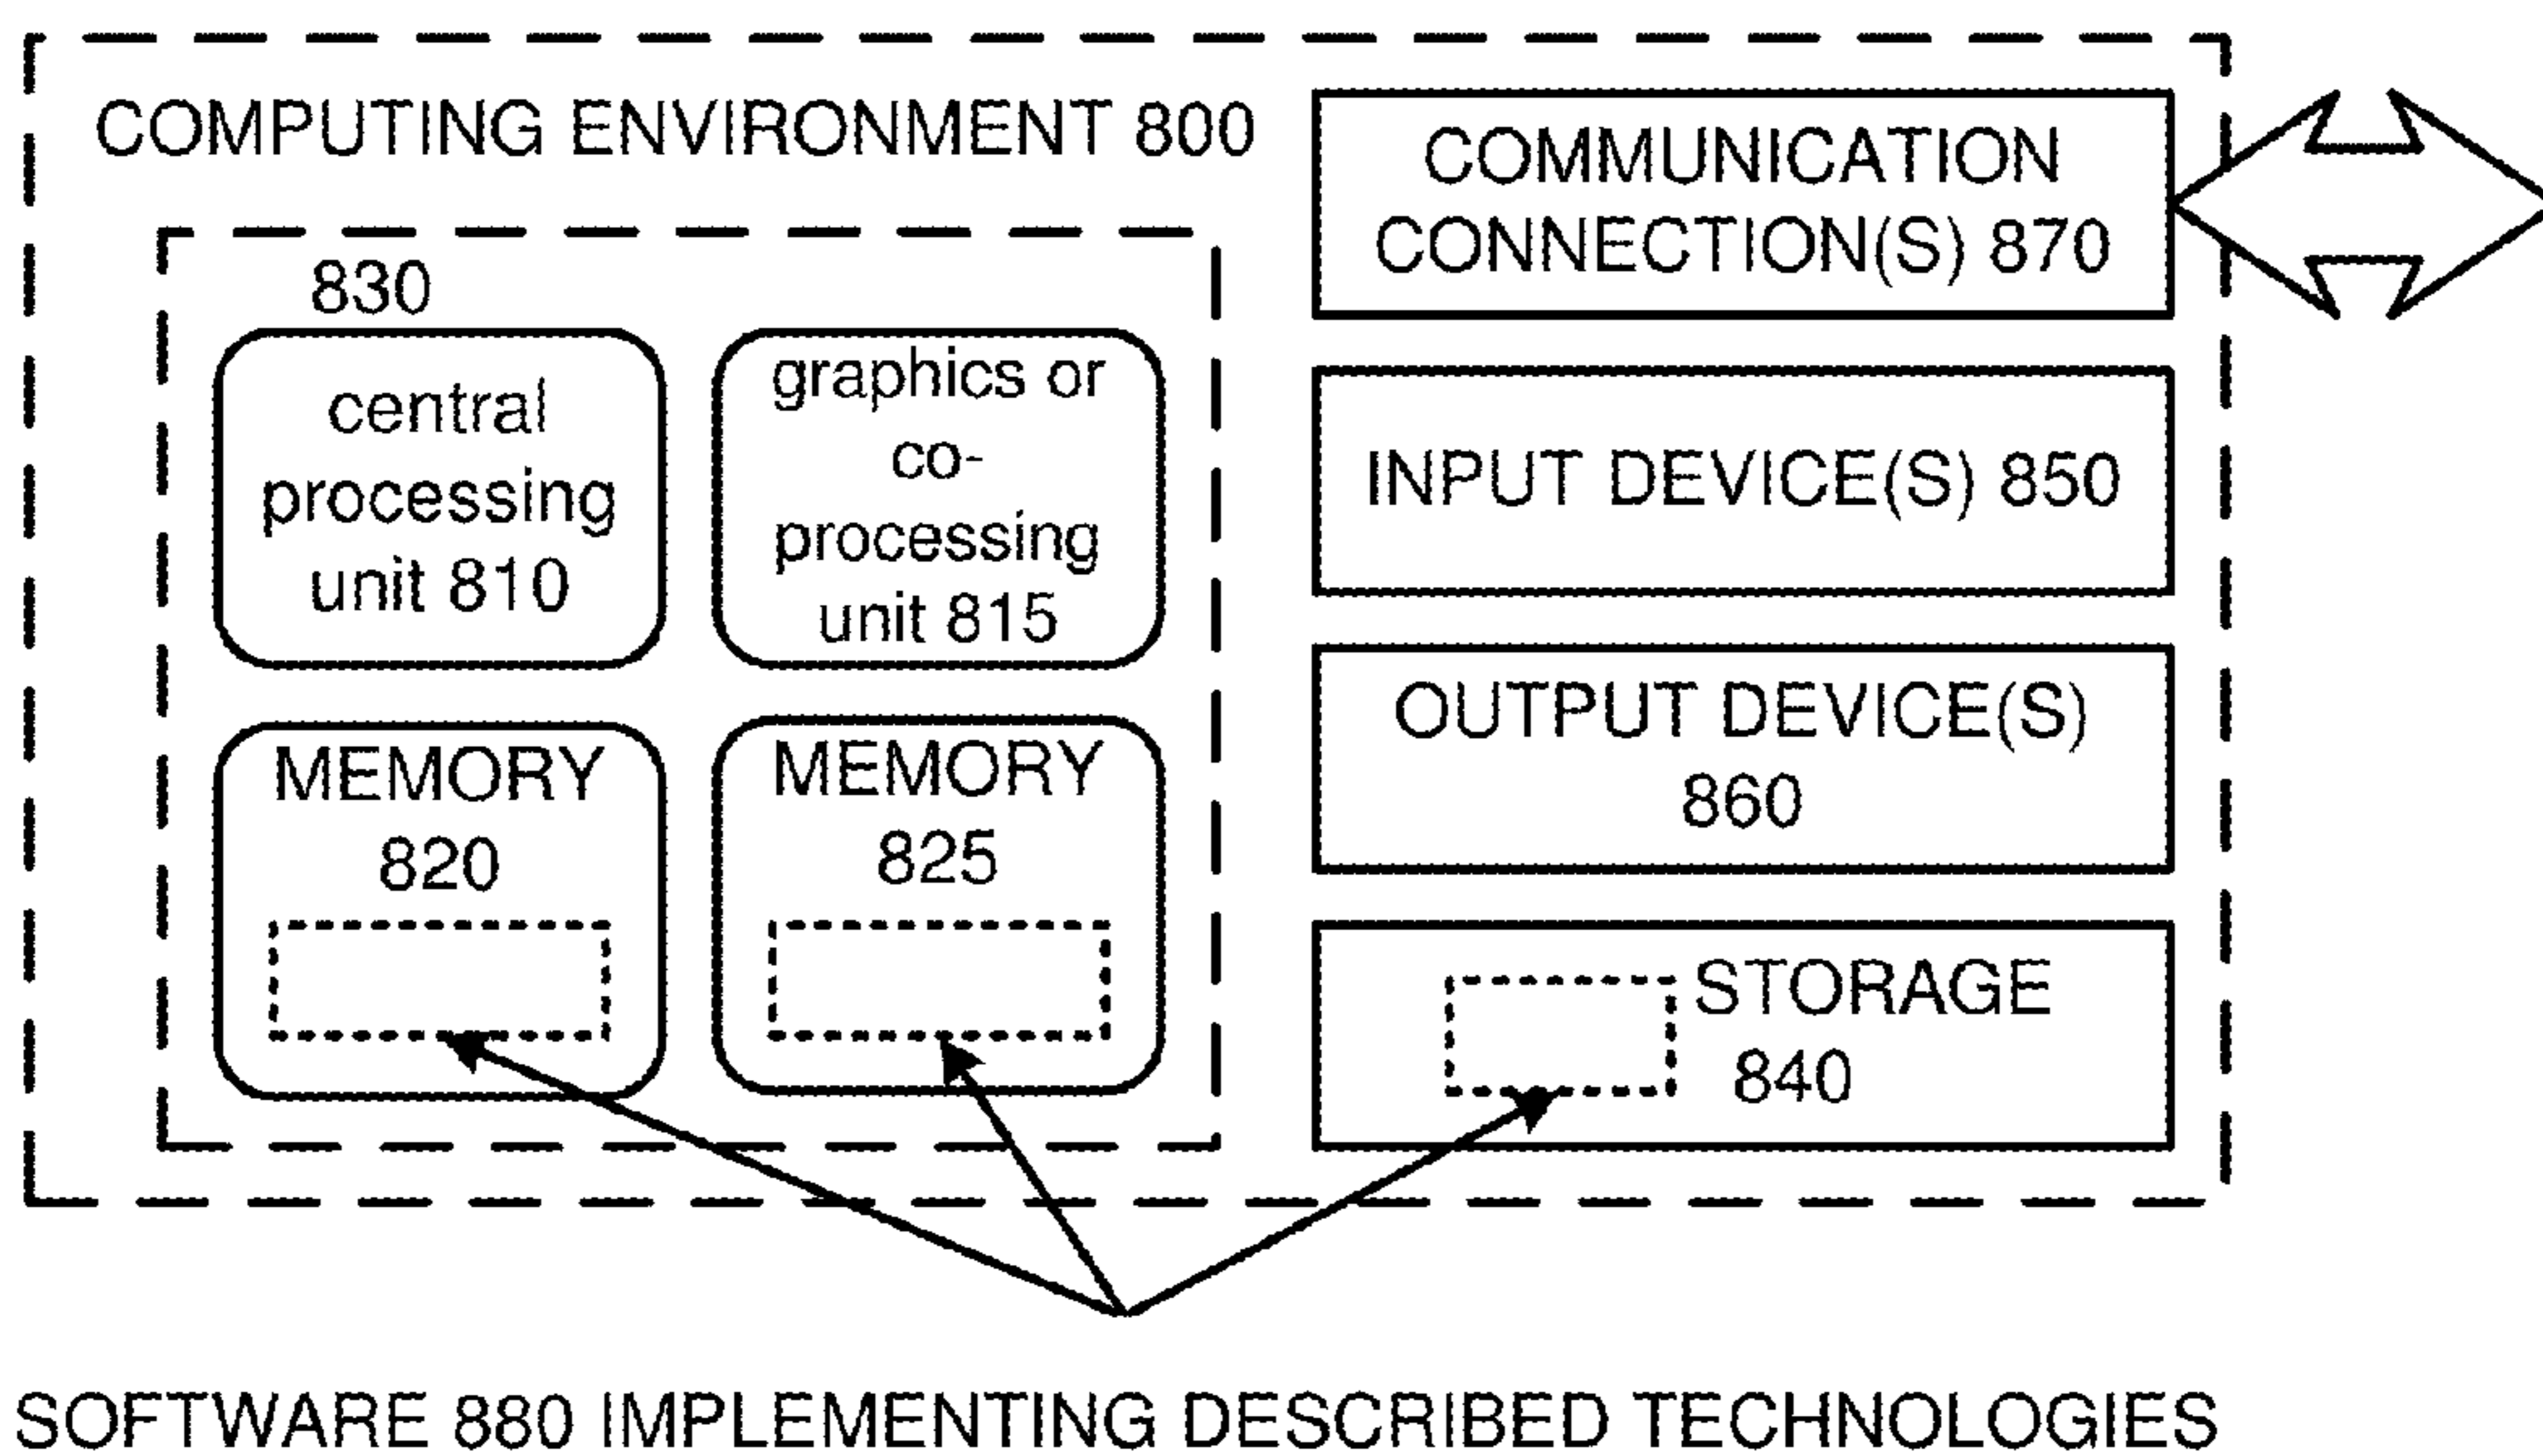 COMPUTING ENVIRONMENT 800
830
central
processing
unit 810
graphics or
co-
processing
unit 815
MEMORY
820
MEMORY
825
COMMUNICATION
CONNECTION(S) 870
INPUT DEVICE(S) 850
OUTPUT DEVICE(S)
860
STORAGE
840
SOFTWARE 880 IMPLEMENTING DESCRIBED TECHNOLOGIES